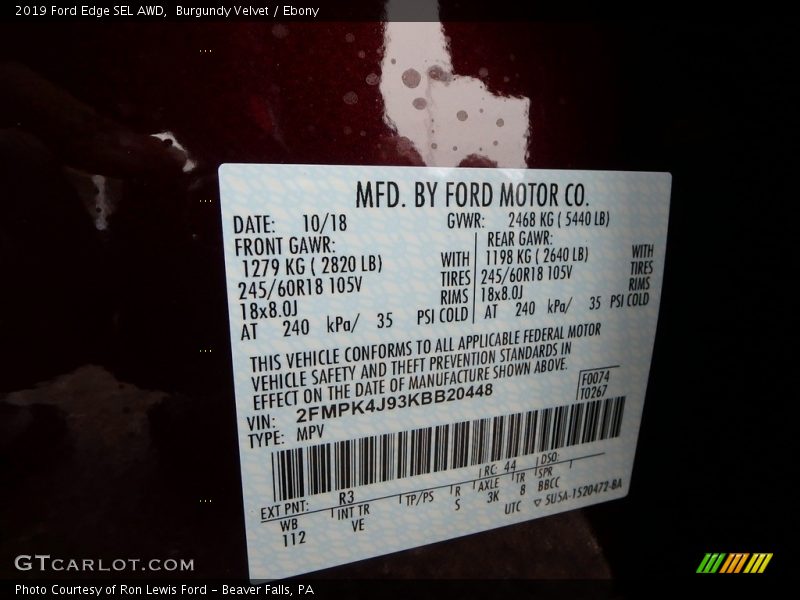 2019 Ford Edge SEL AWD,  Burgundy Velvet / Ebony
MFD. BY FORD MOTOR CO.
DATE: 10/18 GVWR: 2468 KG ( 5440 LB)
FRONT GAWR: REAR GAWR:
1279 KG ( 2820 LB) WITH 1198 KG ( 2640 LB) WITH
245/60R18 105V TIRES 245/60R18 105V TIRES
18x8.0J RIMS 18x8.0J RIMS
AT 240 kPa/ 35 PSI COLD AT 240 kPa/ 35 PSI COLD
THIS VEHICLE CONFORMS TO ALL APPLICABLE FEDERAL MOTOR
VEHICLE SAFETY AND THEFT PREVENTION STANDARDS IN
EFFECT ON THE DATE OF MANUFACTURE SHOWN ABOVE.
F0074
T0267
VIN: 2FMPK4J93KBB20448
TYPE: MPV
RC: 44 DSO:
EXT PNT: R3 TP/PS R AXLE TR SPR
WB INT TR S 3K 8 BBCC
112 VE UTC ▽ 5USA-1520472-BA
GTCARLOT.COM
Photo Courtesy of Ron Lewis Ford – Beaver Falls, PA